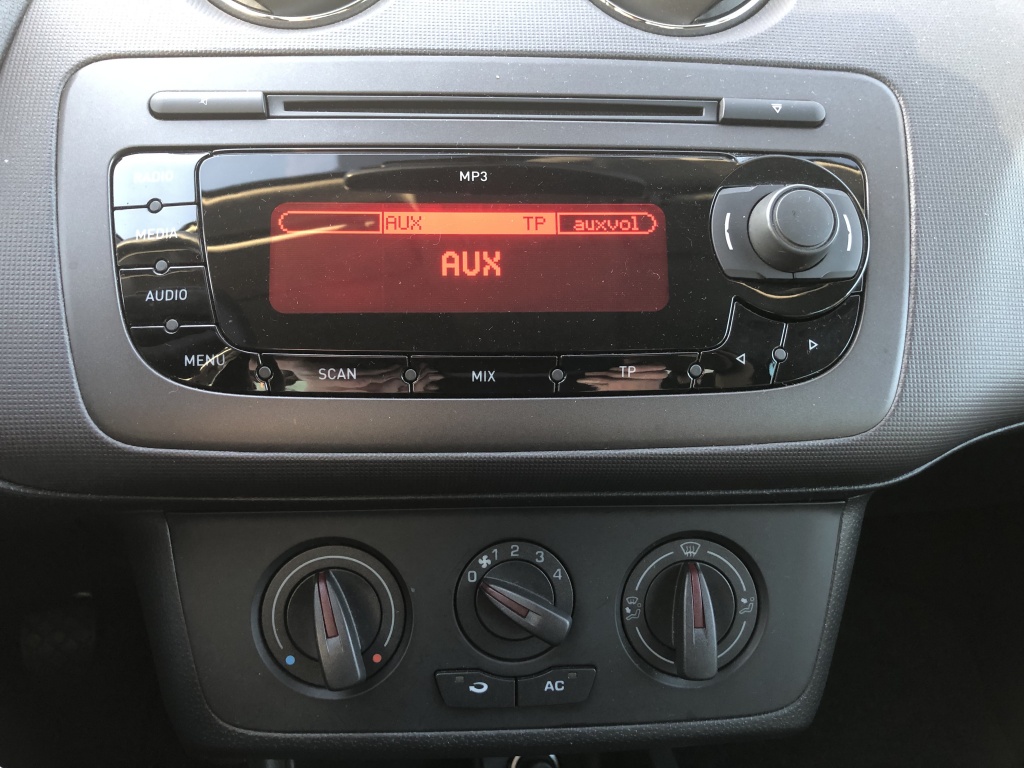 MP3
RADIO
AUX TP auxvol
MEDIA
AUX
AUDIO
MENU
SCAN MIX TP
0 1 2 3 4
AC